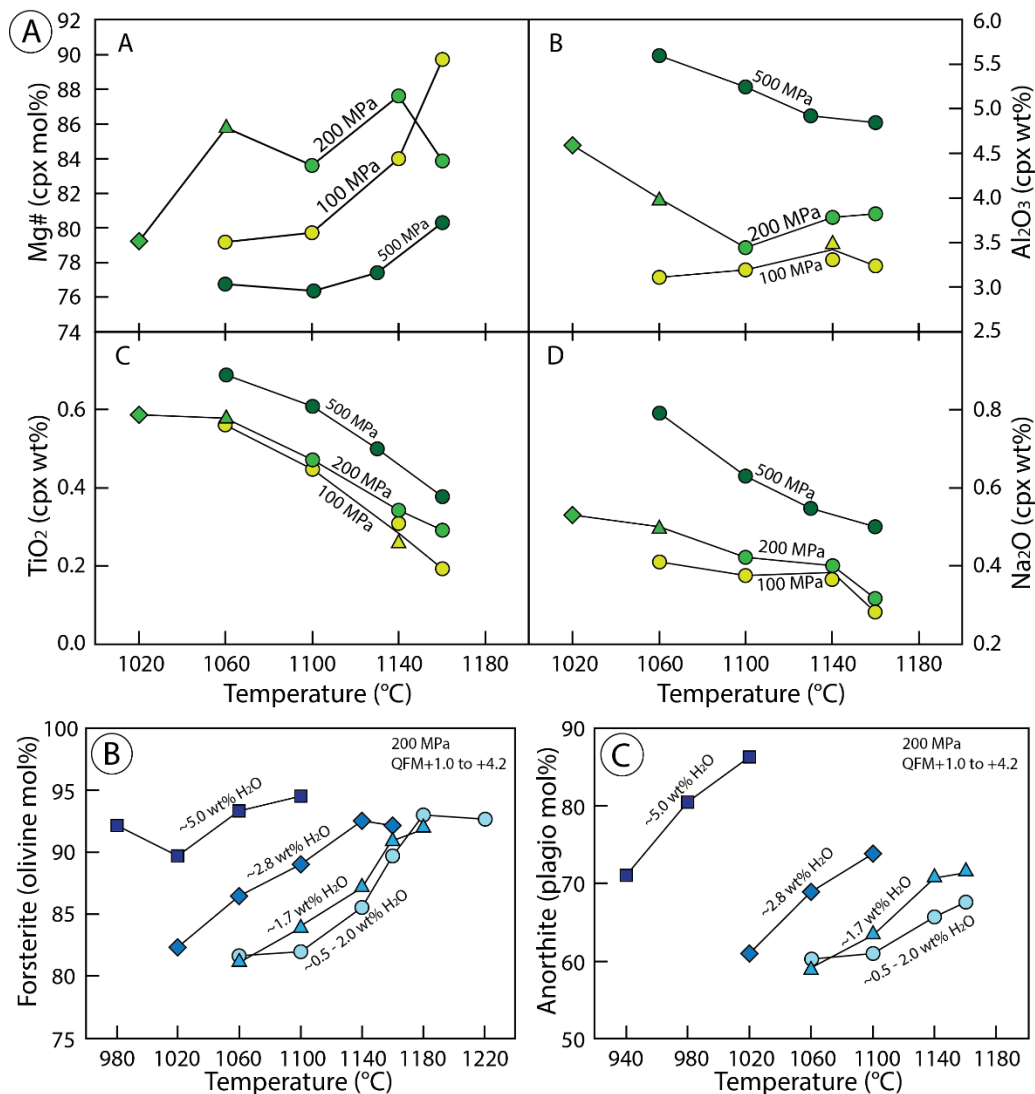 A
A
92
90
88
86
84
82
80
78
76
74
Mg# (cpx mol%)
200 MPa
100 MPa
500 MPa
B
6.0
5.5
5.0
4.5
4.0
3.5
3.0
2.5
Al2O3 (cpx wt%)
500 MPa
200 MPa
100 MPa
C
0.6
0.4
0.2
0.0
TiO2 (cpx wt%)
500 MPa
200 MPa
100 MPa
1020 1060 1100 1140 1180
Temperature (°C)
D
0.8
0.6
0.4
0.2
Na2O (cpx wt%)
500 MPa
200 MPa
100 MPa
1020 1060 1100 1140 1180
Temperature (°C)
B
200 MPa
QFM+1.0 to +4.2
100
95
90
85
80
75
Forsterite (olivine mol%)
~5.0 wt% H2O
~2.8 wt% H2O
~1.7 wt% H2O
~0.5 - 2.0 wt% H2O
980 1020 1060 1100 1140 1180 1220
Temperature (°C)
C
200 MPa
QFM+1.0 to +4.2
90
80
70
60
50
Anorthite (plagio mol%)
~5.0 wt% H2O
~2.8 wt% H2O
~1.7 wt% H2O
~0.5 - 2.0 wt% H2O
940 980 1020 1060 1100 1140 1180
Temperature (°C)